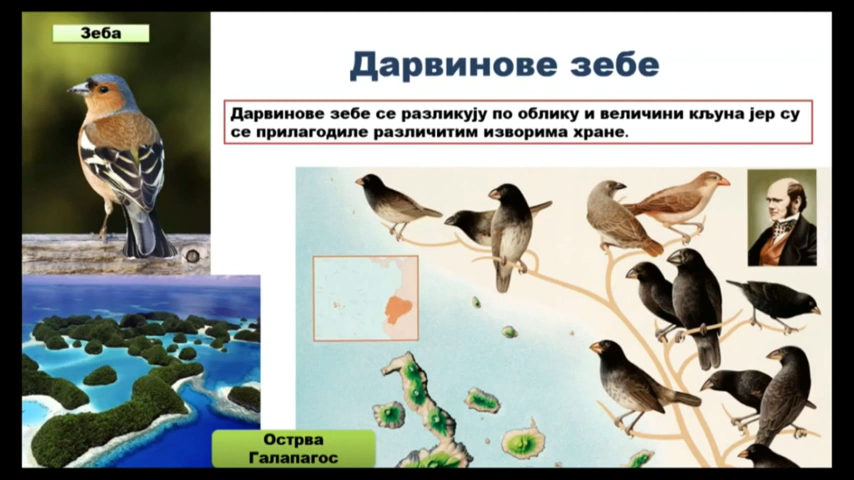 Зеба
Дарвинове зебе
Дарвинове зебе се разликују по облику и величини кљуна јер су
се прилагодиле различитим изворима хране.
Острва
Галапагос